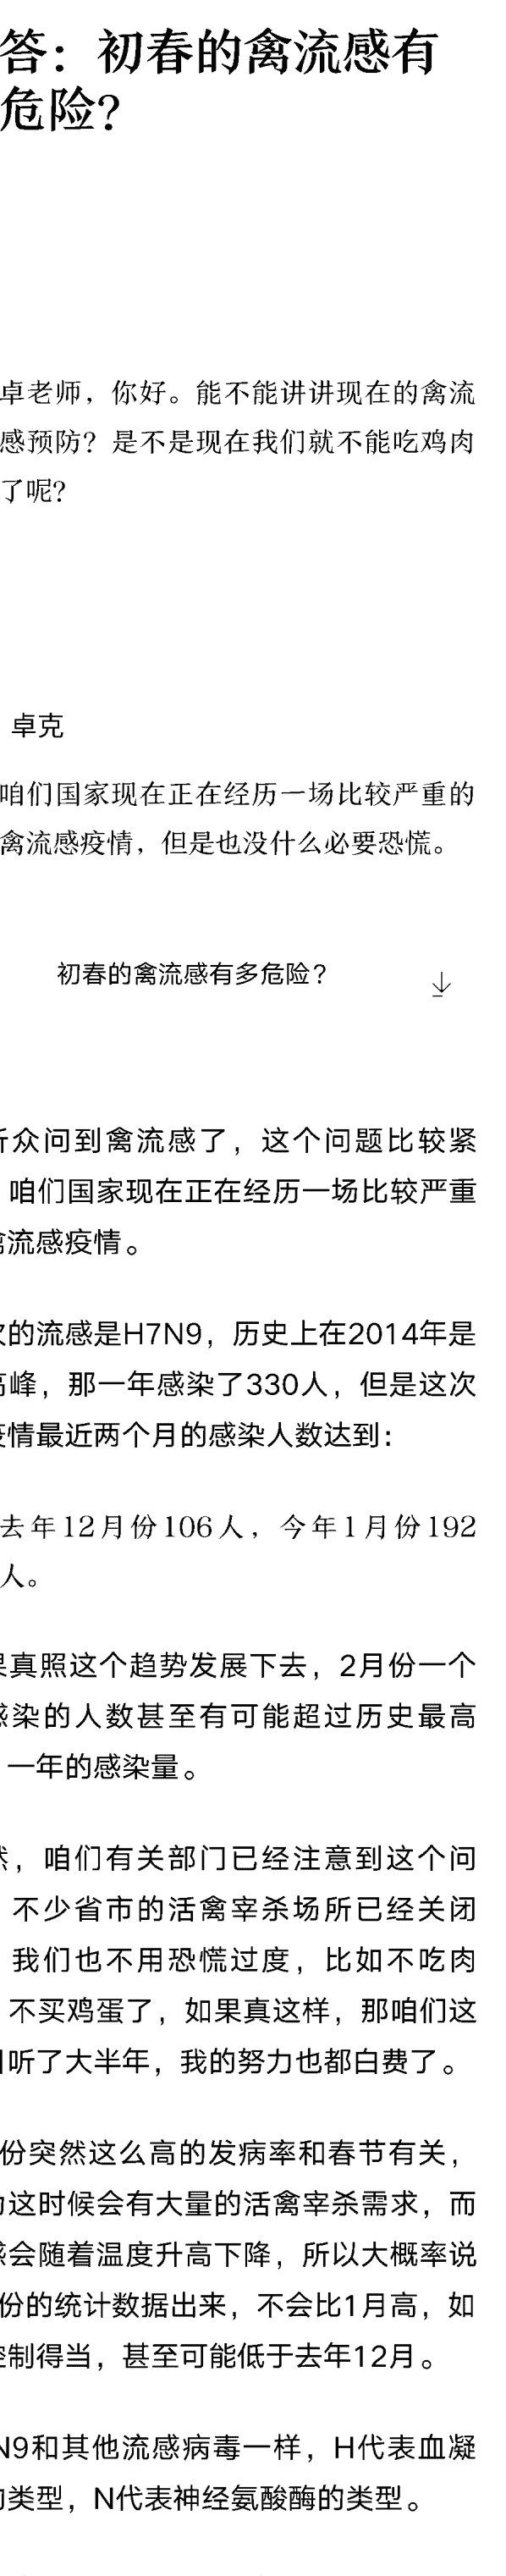 答：初春的禽流感有
危险？
卓老师，你好。能不能讲讲现在的禽流
感预防？是不是现在我们就不能吃鸡肉
了呢？
卓克
咱们国家现在正在经历一场比较严重的
禽流感疫情，但是也没什么必要恐慌。
初春的禽流感有多危险？
听众问到禽流感了，这个问题比较紧
咱们国家现在正在经历一场比较严重
禽流感疫情。
次的流感是H7N9，历史上在2014年是
高峰，那一年感染了330人，但是这次
疫情最近两个月的感染人数达到：
去年12月份106人，今年1月份192
人。
果真照这个趋势发展下去，2月份一个
感染的人数甚至有可能超过历史最高
一年的感染量。
然，咱们有关部门已经注意到这个问
不少省市的活禽宰杀场所已经关闭
我们也不用恐慌过度，比如不吃肉
不买鸡蛋了，如果真这样，那咱们这
目听了大半年，我的努力也都白费了。
份突然这么高的发病率和春节有关，
为这时候会有大量的活禽宰杀需求，而
感会随着温度升高下降，所以大概率说
份的统计数据出来，不会比1月高，如
控制得当，甚至可能低于去年12月。
N9和其他流感病毒一样，H代表血凝
的类型，N代表神经氨酸酶的类型。